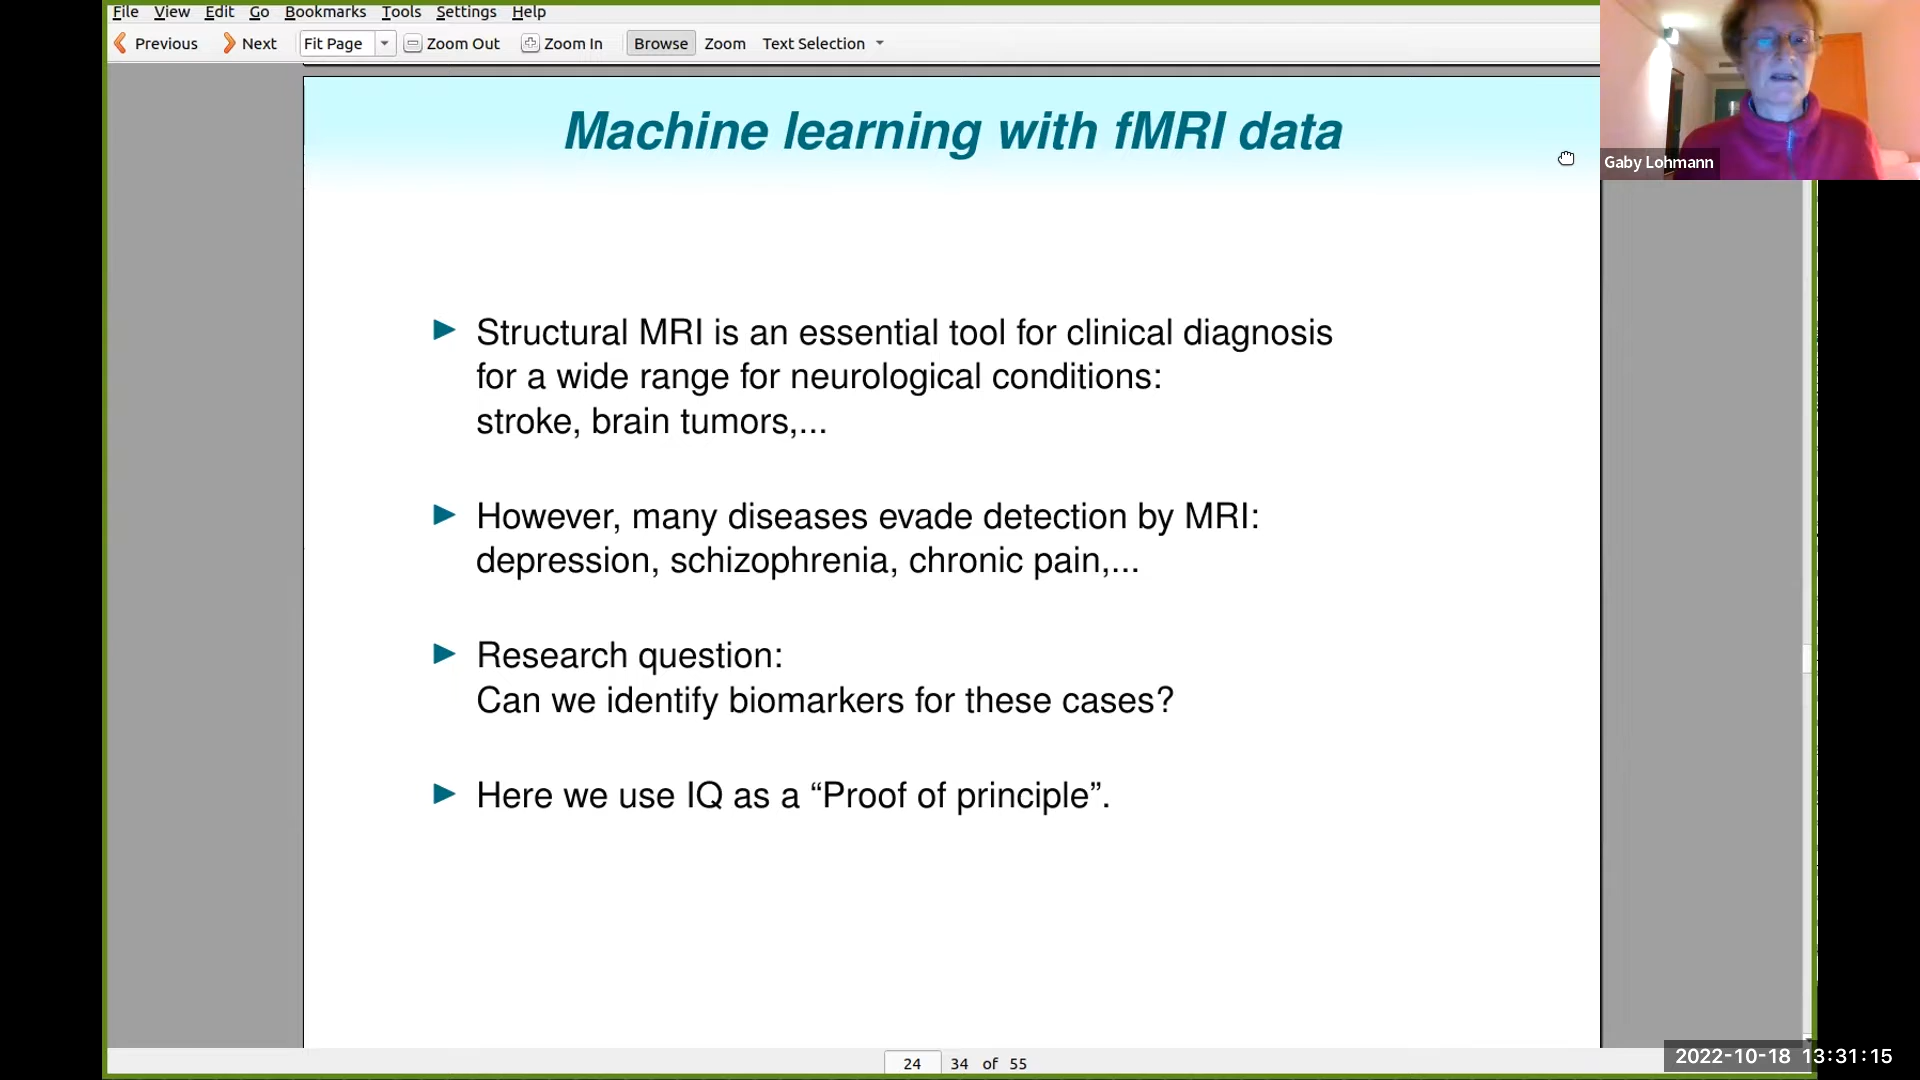 File View Edit Go Bookmarks Tools Settings Help
Previous Next Fit Page Zoom Out Zoom In Browse Zoom Text Selection
Machine learning with fMRI data
Gaby Lohmann
Structural MRI is an essential tool for clinical diagnosis
for a wide range for neurological conditions:
stroke, brain tumors,...
However, many diseases evade detection by MRI:
depression, schizophrenia, chronic pain,...
Research question:
Can we identify biomarkers for these cases?
Here we use IQ as a “Proof of principle”.
24 34 of 55
2022-10-18 13:31:15